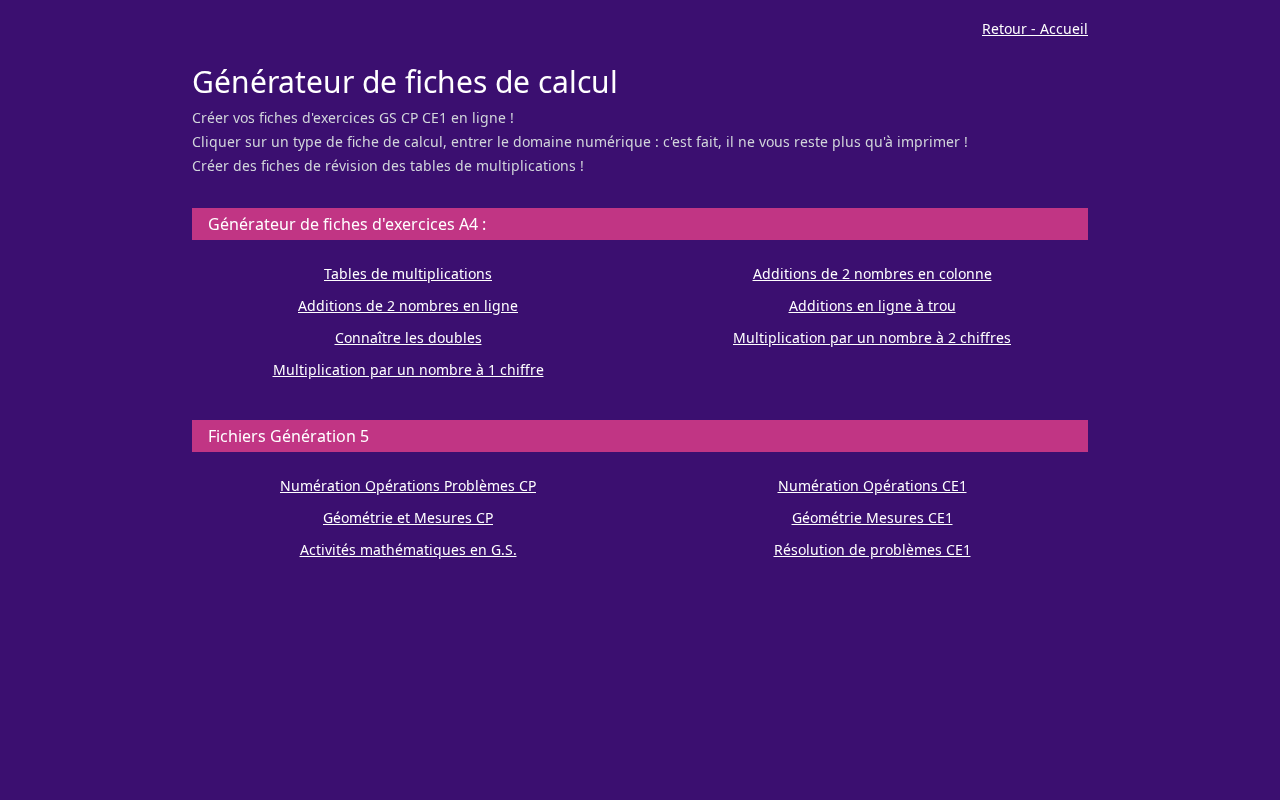 Retour - Accueil
Générateur de fiches de calcul
Créer vos fiches d'exercices GS CP CE1 en ligne !
Cliquer sur un type de fiche de calcul, entrer le domaine numérique : c'est fait, il ne vous reste plus qu'à imprimer !
Créer des fiches de révision des tables de multiplications !
Générateur de fiches d'exercices A4 :
Tables de multiplications
Additions de 2 nombres en colonne
Additions de 2 nombres en ligne
Additions en ligne à trou
Connaître les doubles
Multiplication par un nombre à 2 chiffres
Multiplication par un nombre à 1 chiffre
Fichiers Génération 5
Numération Opérations Problèmes CP
Numération Opérations CE1
Géométrie et Mesures CP
Géométrie Mesures CE1
Activités mathématiques en G.S.
Résolution de problèmes CE1